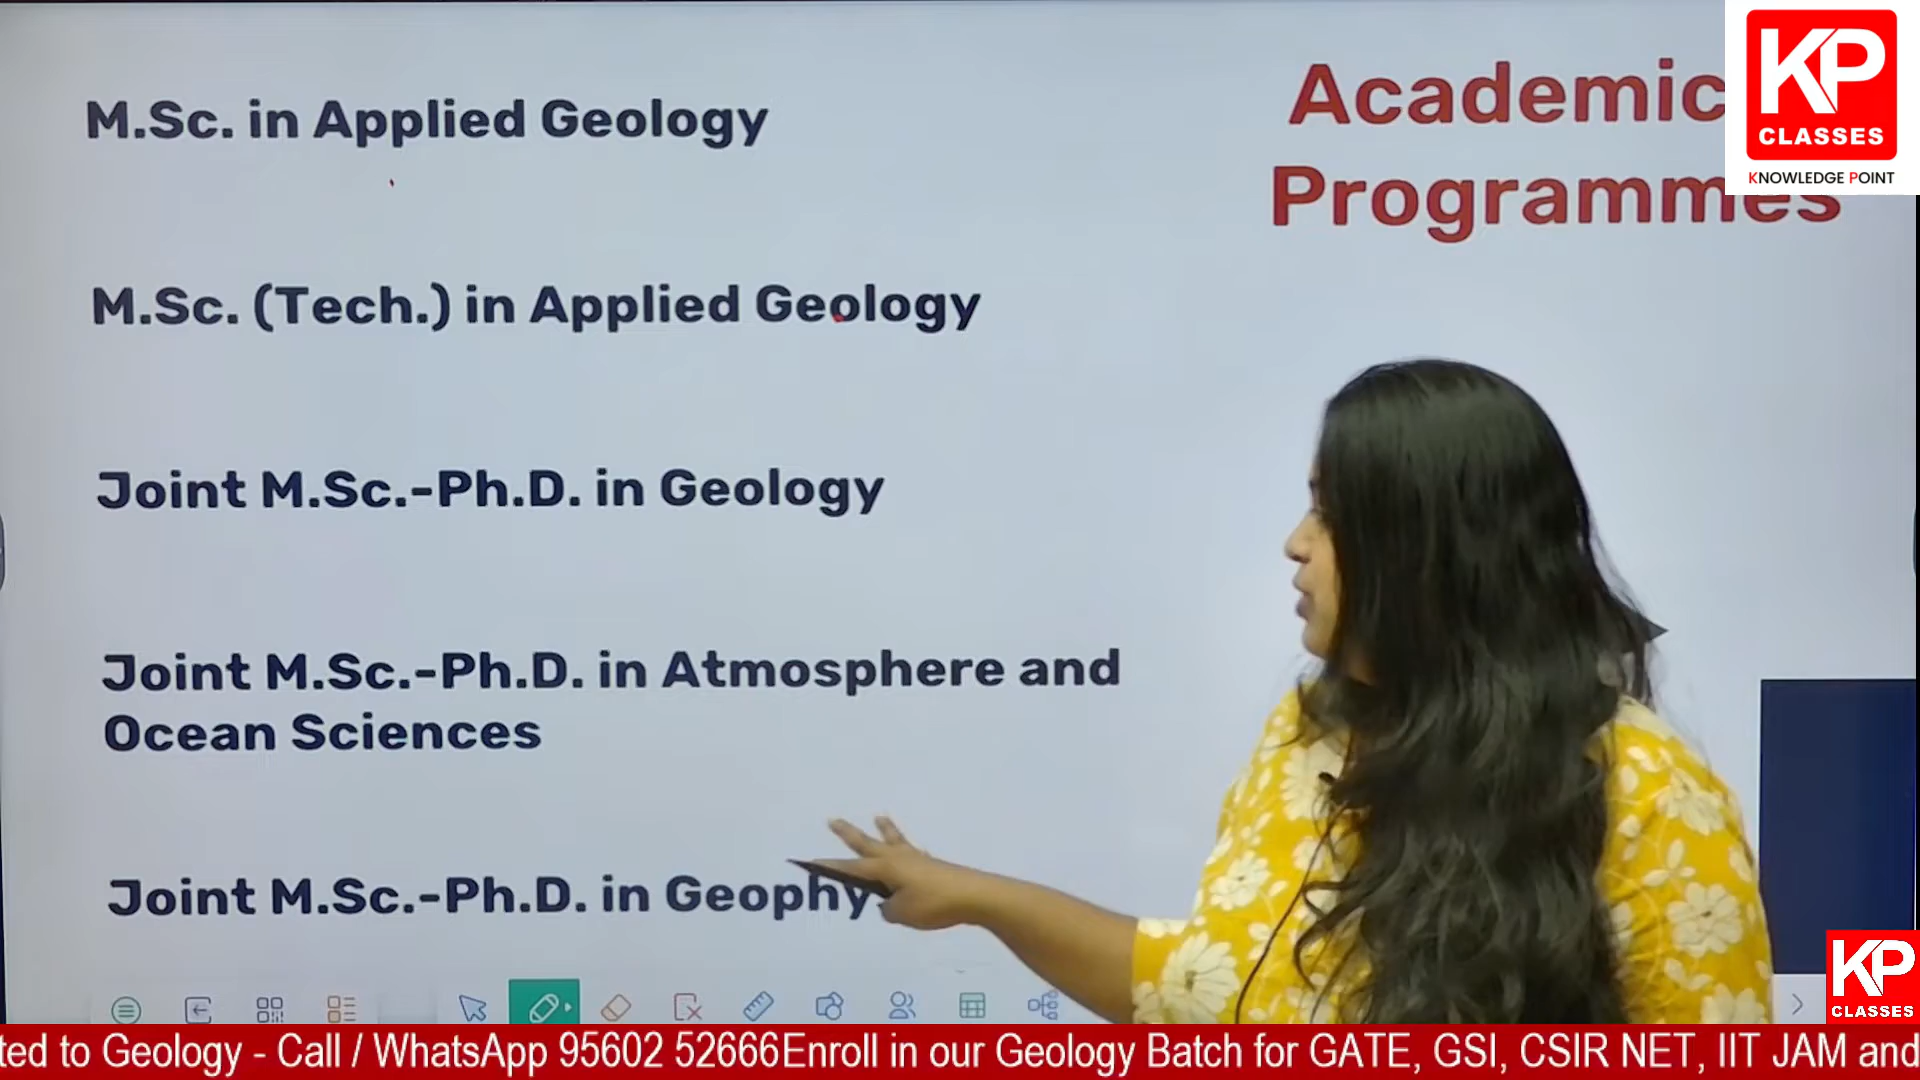 M.Sc. in Applied Geology
Academic
Programmes
KP
CLASSES
KNOWLEDGE POINT
M.Sc. (Tech.) in Applied Geology
Joint M.Sc.-Ph.D. in Geology
Joint M.Sc.-Ph.D. in Atmosphere and
Ocean Sciences
Joint M.Sc.-Ph.D. in Geophy
KP
CLASSES
ted to Geology - Call / WhatsApp 95602 52666Enroll in our Geology Batch for GATE, GSI, CSIR NET, IIT JAM and